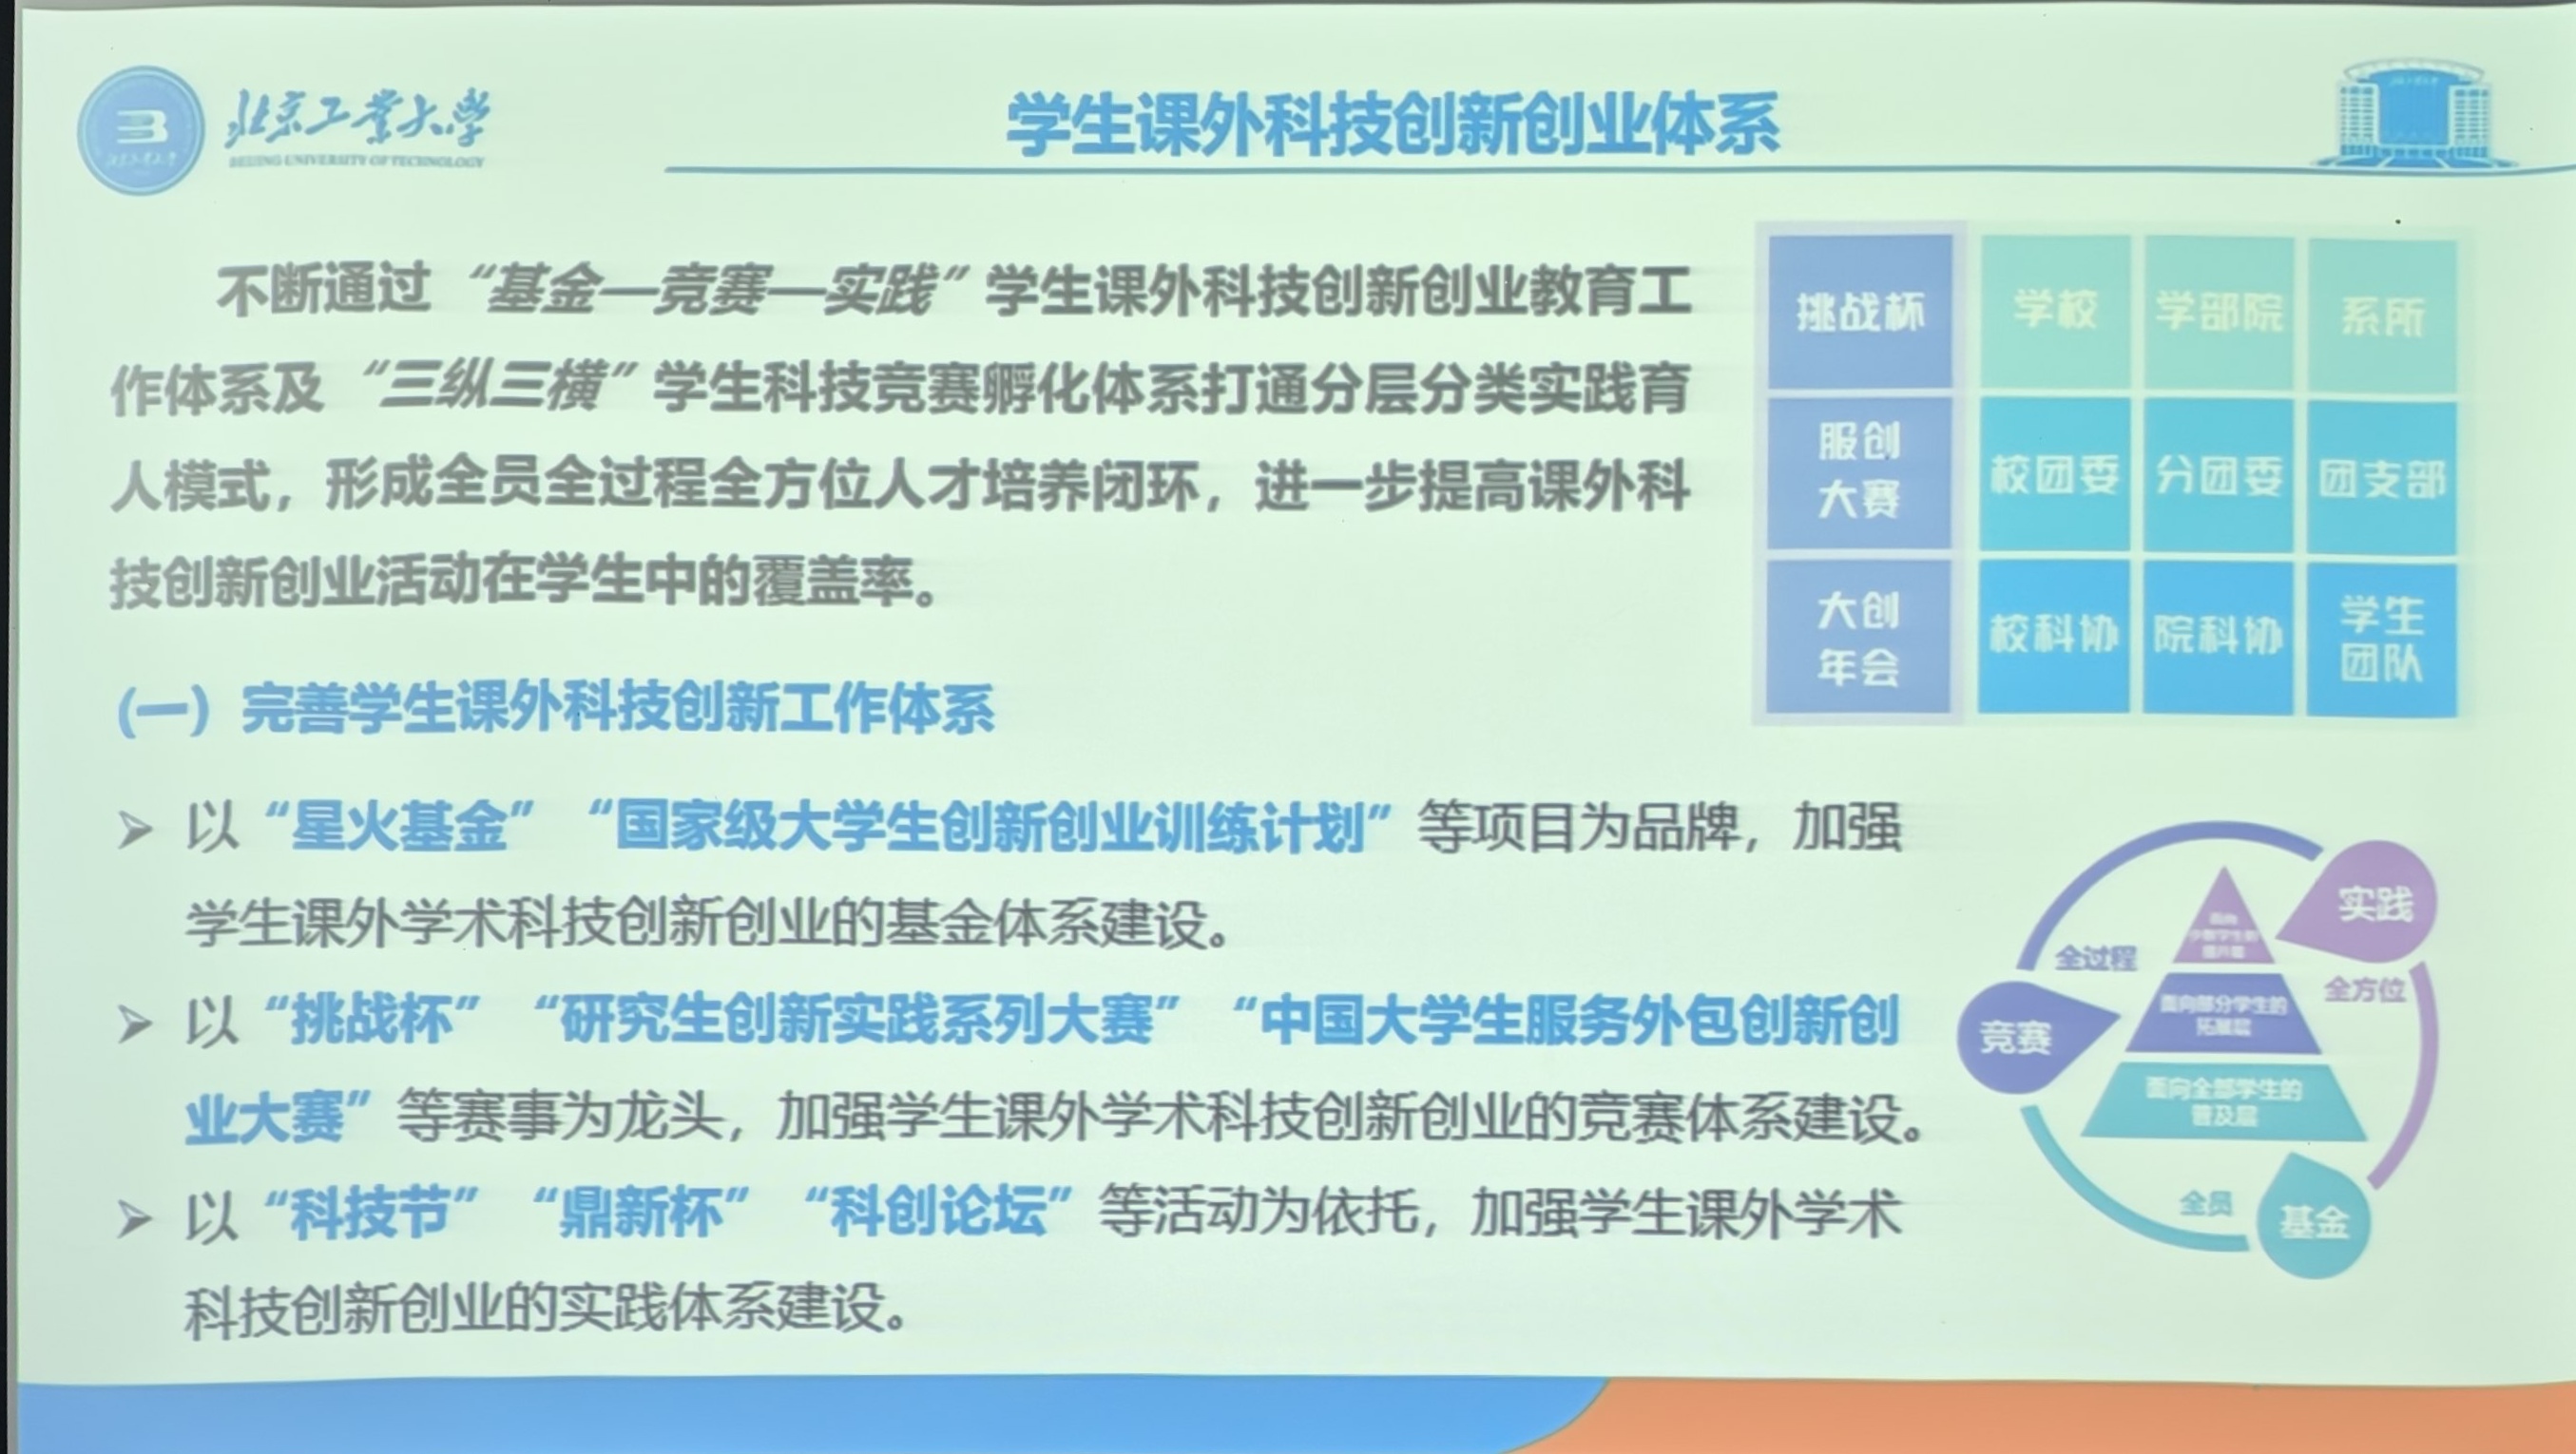 北京工业大学
BEIJING UNIVERSITY OF TECHNOLOGY
学生课外科技创新创业体系
不断通过“基金—竞赛—实践”学生课外科技创新创业教育工
作体系及“三纵三横”学生科技竞赛孵化体系打通分层分类实践育
人模式，形成全员全过程全方位人才培养闭环，进一步提高课外科
技创新创业活动在学生中的覆盖率。
挑战杯 学校 学部院 系所
服创
大赛
校团委 分团委 团支部
大创
年会
校科协 院科协
学生
团队
(一) 完善学生课外科技创新工作体系
以“星火基金”“国家级大学生创新创业训练计划”等项目为品牌，加强
学生课外学术科技创新创业的基金体系建设。
以“挑战杯”“研究生创新实践系列大赛”“中国大学生服务外包创新创
业大赛”等赛事为龙头，加强学生课外学术科技创新创业的竞赛体系建设。
以“科技节”“鼎新杯”“科创论坛”等活动为依托，加强学生课外学术
科技创新创业的实践体系建设。
实践
全过程
全方位
竞赛
面向部分学生的
拓展层
面向全部学生的
普及层
全员
基金